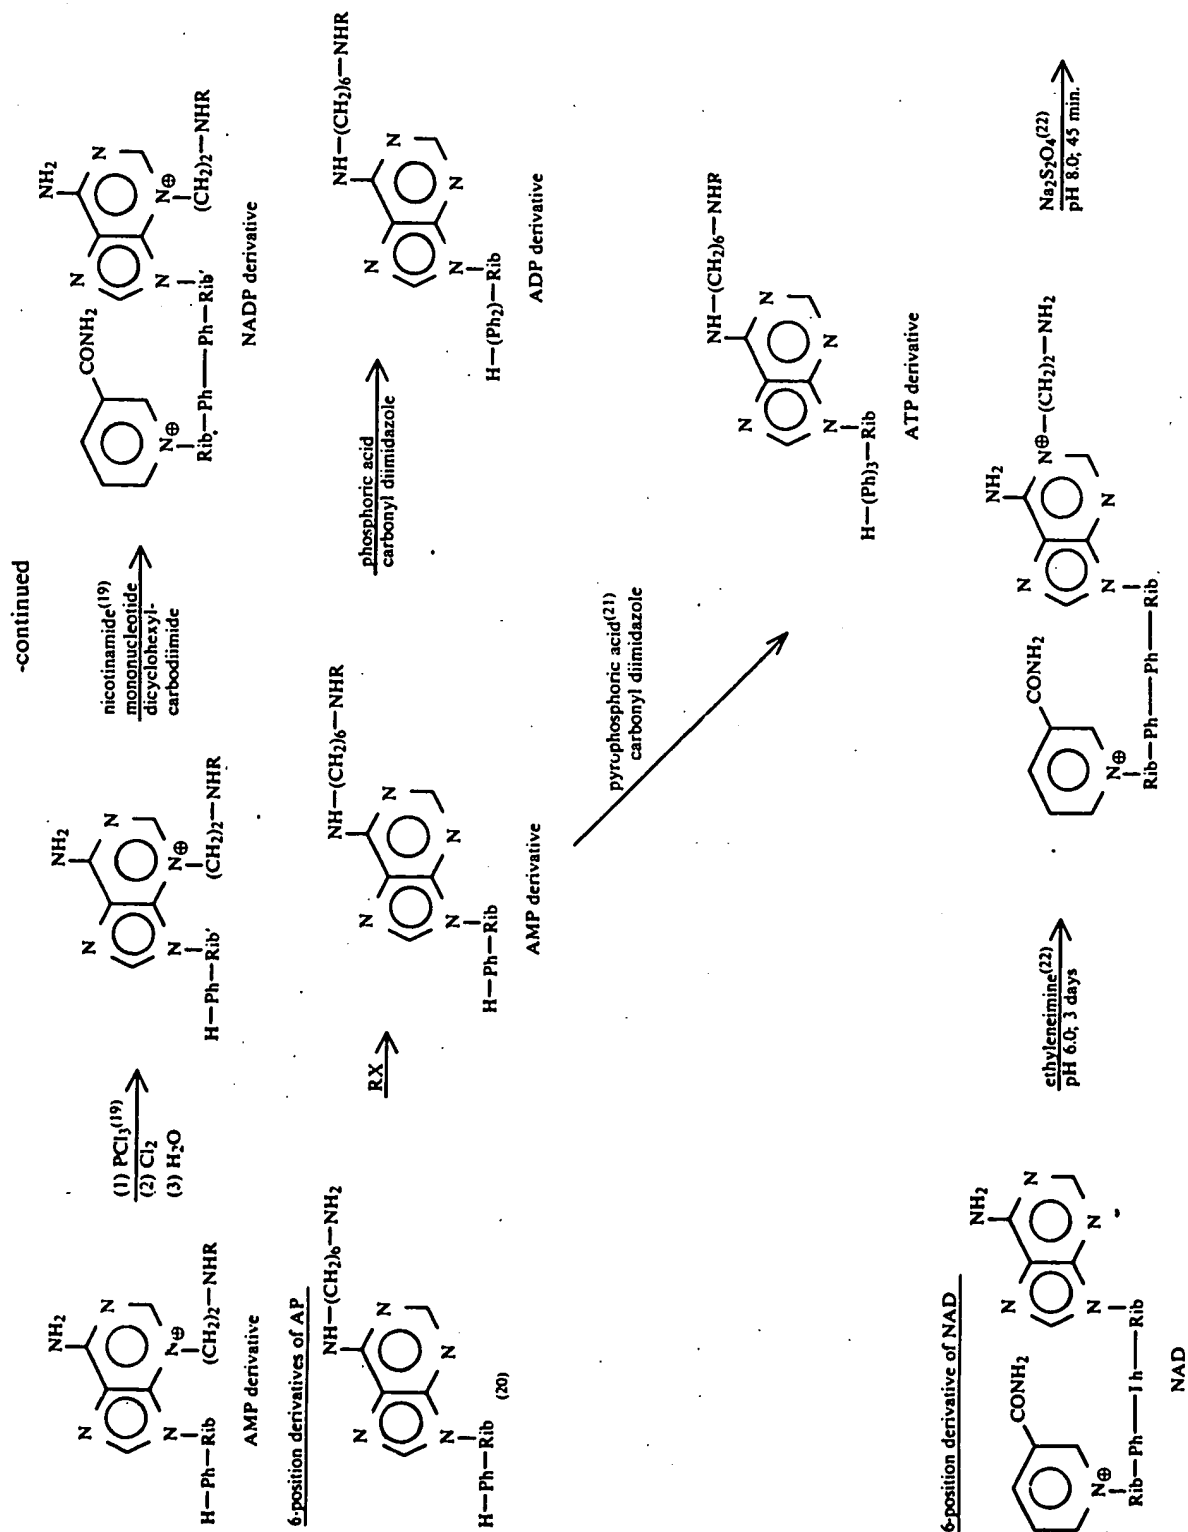 -continued
NH2
N
N
N
N⊕
H—Ph—Rib
(CH2)2—NHR
AMP derivative
(1) PCl3(19)
(2) Cl2
(3) H2O
NH2
N
N
N
N⊕
H—Ph—Rib'
(CH2)2—NHR
nicotinamide(19)
mononucleotide
dicyclohexyl-
carbodiimide
CONH2
N⊕
NH2
N
N
N
N⊕
(CH2)2—NHR
Rib—Ph—Ph—Rib'
NADP derivative
6-position derivatives of AP
NH—(CH2)6—NH2
N
N
N
N
H—Ph—Rib
(20)
RX
NH—(CH2)6—NHR
N
N
N
N
H—Ph—Rib
AMP derivative
phosphoric acid
carbonyl diimidazole
NH—(CH2)6—NHR
N
N
N
N
H—(Ph2)—Rib
ADP derivative
pyrophosphoric acid(21)
carbonyl diimidazole
NH—(CH2)6—NHR
N
N
N
N
H—(Ph)3—Rib
ATP derivative
6-position derivative of NAD
CONH2
N⊕
NH2
N
N
N
N
Rib—Ph—Ih—Rib
NAD
ethyleneimine(22)
pH 6.0; 3 days
CONH2
N⊕
NH2
N
N⊕—(CH2)2—NH2
N
N
Rib—Ph—Ph—Rib
Na2S2O4(22)
pH 8.0; 45 min.